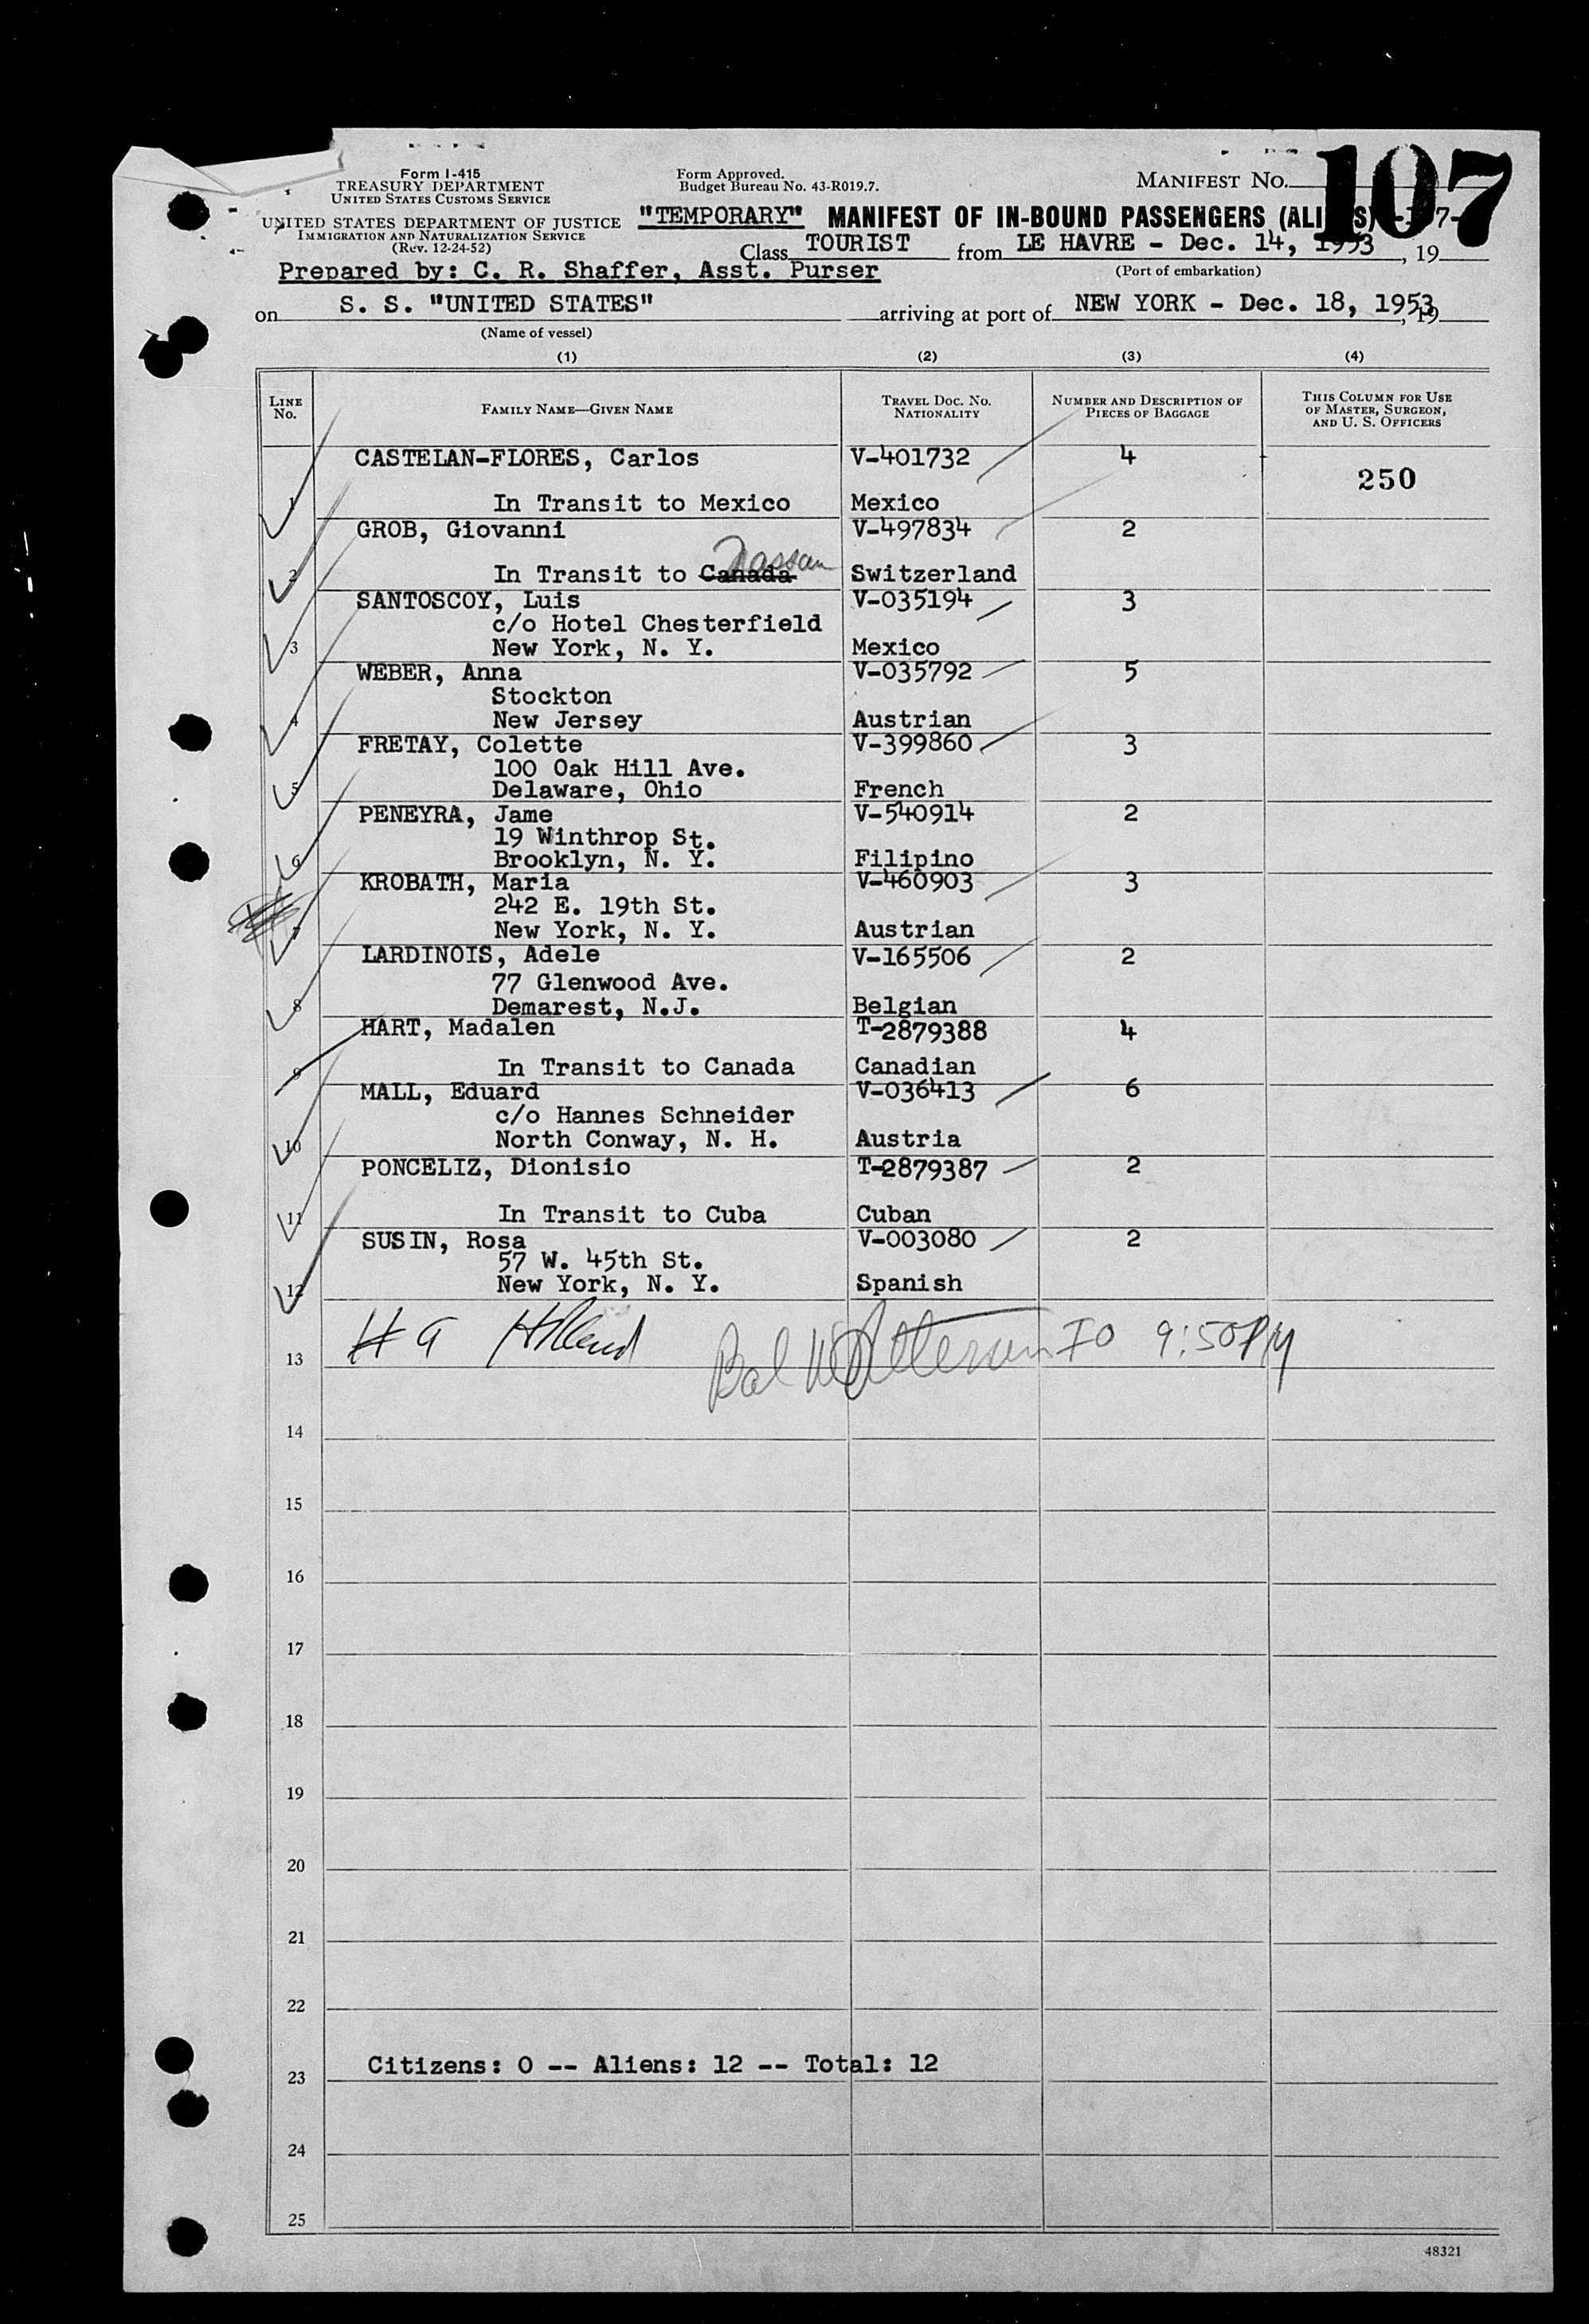 Form I-415
TREASURY DEPARTMENT
UNITED STATES CUSTOMS SERVICE
UNITED STATES DEPARTMENT OF JUSTICE
IMMIGRATION AND NATURALIZATION SERVICE
(Rev. 12-24-52)
Form Approved.
Budget Bureau No. 43-R019.7.
MANIFEST No.
107
"TEMPORARY" MANIFEST OF IN-BOUND PASSENGERS
Class TOURIST from LE HAVRE - Dec. 14, 1953, 19
(Port of embarkation)
Prepared by: C. R. Shaffer, Asst. Purser
on S. S. "UNITED STATES" arriving at port of NEW YORK - Dec. 18, 1953, 19
(Name of vessel)
(1) (2) (3) (4)
LINE No. FAMILY NAME—GIVEN NAME TRAVEL DOC. No. NATIONALITY NUMBER AND DESCRIPTION OF PIECES OF BAGGAGE THIS COLUMN FOR USE OF MASTER, SURGEON, AND U. S. OFFICERS
CASTELAN-FLORES, Carlos V-401732 4
250
1 In Transit to Mexico Mexico
GROB, Giovanni V-497834 2
Nassau
2 In Transit to Canada Switzerland
SANTOSCOY, Luis V-035194 3
c/o Hotel Chesterfield
3 New York, N. Y. Mexico
WEBER, Anna V-035792 5
Stockton
4 New Jersey Austrian
FRETAY, Colette V-399860 3
100 Oak Hill Ave.
5 Delaware, Ohio French
PENEYRA, Jame V-540914 2
19 Winthrop St.
6 Brooklyn, N. Y. Filipino
KROBATH, Maria V-460903 3
242 E. 19th St.
7 New York, N. Y. Austrian
LARDINOIS, Adele V-165506 2
77 Glenwood Ave.
8 Demarest, N.J. Belgian
HART, Madalen T-2879388 4
9 In Transit to Canada Canadian
MALL, Eduard V-036413 6
c/o Hannes Schneider
10 North Conway, N. H. Austria
PONCELIZ, Dionisio T-2879387 2
11 In Transit to Cuba Cuban
SUSIN, Rosa V-003080 2
57 W. 45th St.
12 New York, N. Y. Spanish
# 9 Bal IO 9:50PM
13
14
15
16
17
18
19
20
21
22
Citizens: 0 -- Aliens: 12 -- Total: 12
23
24
25
48321